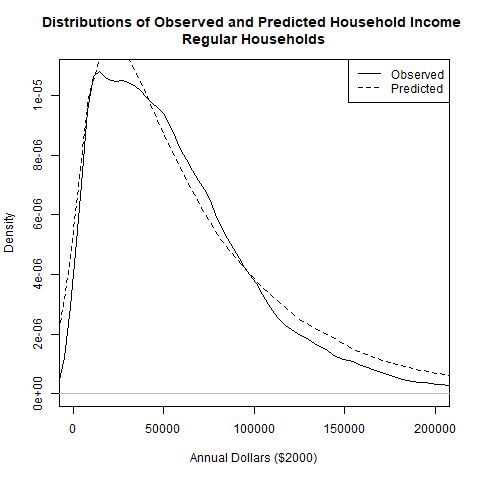 Distributions of Observed and Predicted Household Income
Regular Households
Observed
Predicted
Density
1e-05
8e-06
6e-06
4e-06
2e-06
0e+00
0
50000
100000
150000
200000
Annual Dollars ($2000)